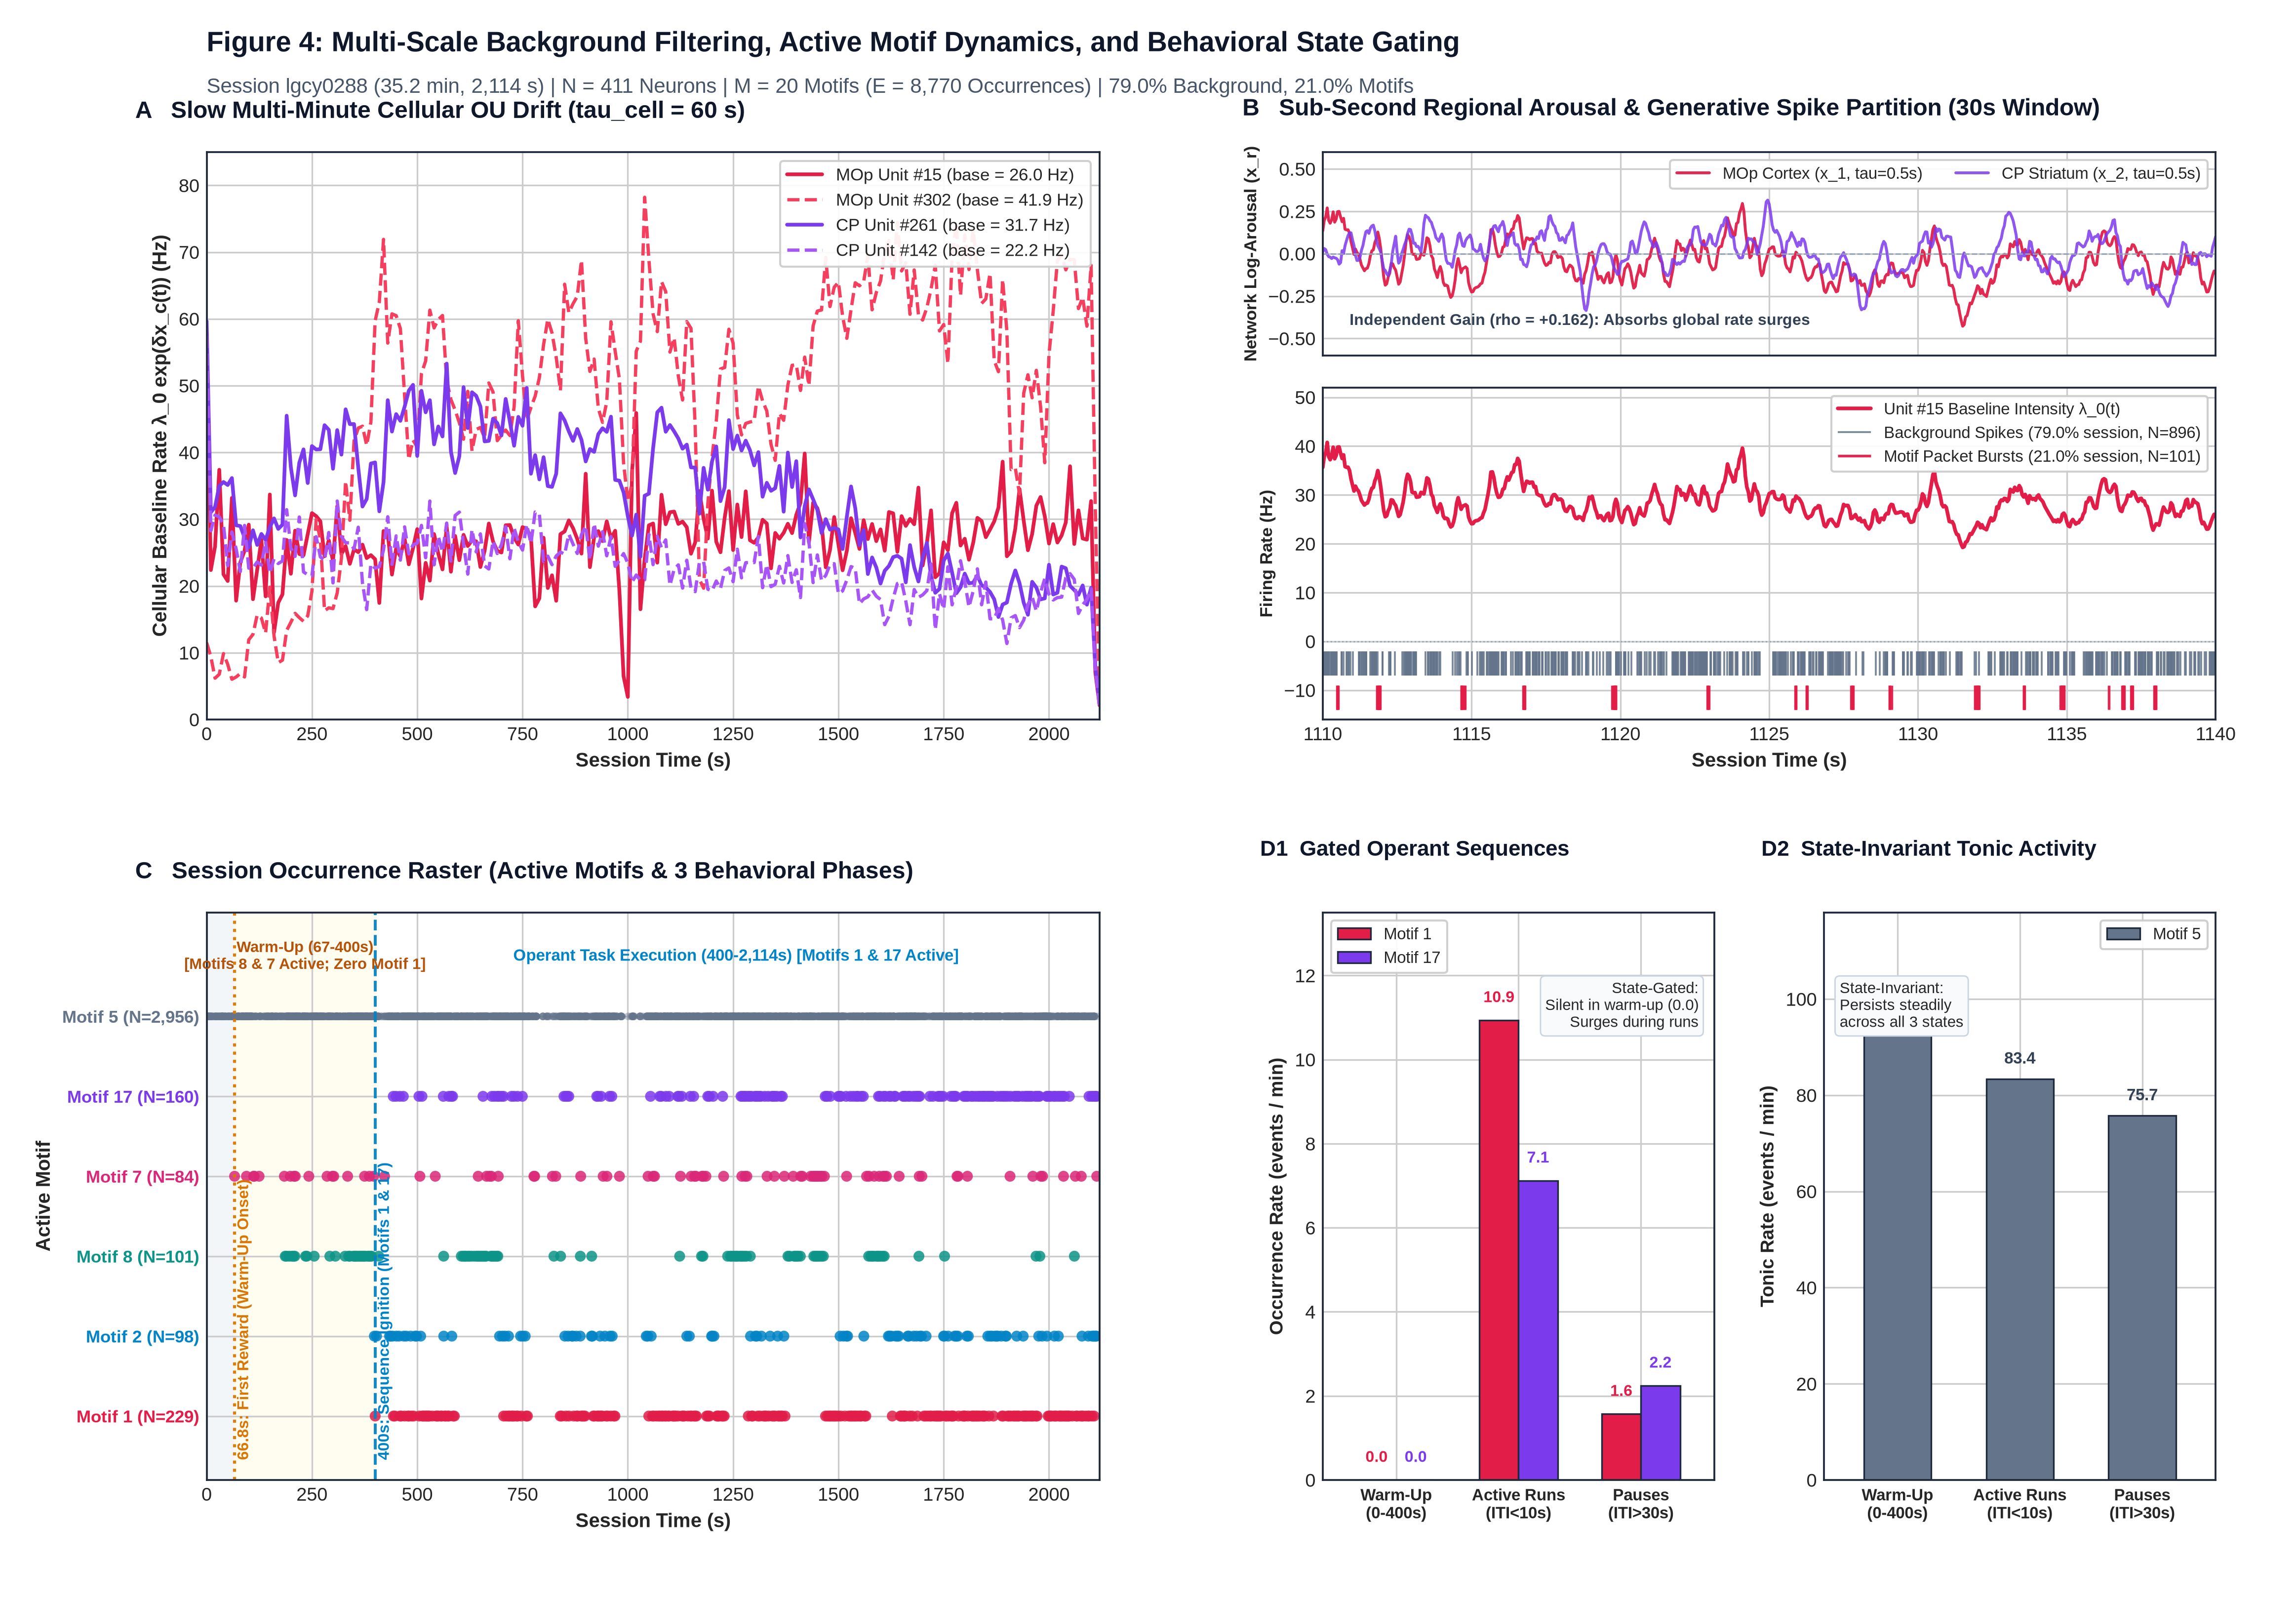 Figure 4: Multi-Scale Background Filtering, Active Motif Dynamics, and Behavioral State Gating
Session lgcy0288 (35.2 min, 2,114 s) | N = 411 Neurons | M = 20 Motifs (E = 8,770 Occurrences) | 79.0% Background, 21.0% Motifs
A Slow Multi-Minute Cellular OU Drift (tau_cell = 60 s)
Cellular Baseline Rate λ_0 exp(δx_c(t)) (Hz)
80
70
60
50
40
30
20
10
0
MOp Unit #15 (base = 26.0 Hz)
MOp Unit #302 (base = 41.9 Hz)
CP Unit #261 (base = 31.7 Hz)
CP Unit #142 (base = 22.2 Hz)
0 250 500 750 1000 1250 1500 1750 2000
Session Time (s)
B Sub-Second Regional Arousal & Generative Spike Partition (30s Window)
Network Log-Arousal (x_r)
0.50
0.25
0.00
−0.25
−0.50
MOp Cortex (x_1, tau=0.5s)
CP Striatum (x_2, tau=0.5s)
Independent Gain (rho = +0.162): Absorbs global rate surges
Firing Rate (Hz)
50
40
30
20
10
0
−10
Unit #15 Baseline Intensity λ_0(t)
Background Spikes (79.0% session, N=896)
Motif Packet Bursts (21.0% session, N=101)
1110 1115 1120 1125 1130 1135 1140
Session Time (s)
C Session Occurrence Raster (Active Motifs & 3 Behavioral Phases)
Active Motif
Warm-Up (67-400s)
[Motifs 8 & 7 Active; Zero Motif 1]
Operant Task Execution (400-2,114s) [Motifs 1 & 17 Active]
Motif 5 (N=2,956)
Motif 17 (N=160)
Motif 7 (N=84)
Motif 8 (N=101)
Motif 2 (N=98)
Motif 1 (N=229)
66.8s: First Reward (Warm-Up Onset)
400s: Sequence Ignition (Motifs 1 & 17)
0 250 500 750 1000 1250 1500 1750 2000
Session Time (s)
D1 Gated Operant Sequences
Occurrence Rate (events / min)
12
10
8
6
4
2
0
Motif 1
Motif 17
State-Gated:
Silent in warm-up (0.0)
Surges during runs
0.0 0.0
10.9
7.1
1.6
2.2
Warm-Up
(0-400s)
Active Runs
(ITI<10s)
Pauses
(ITI>30s)
D2 State-Invariant Tonic Activity
Tonic Rate (events / min)
100
80
60
40
20
0
Motif 5
State-Invariant:
Persists steadily
across all 3 states
83.4
75.7
Warm-Up
(0-400s)
Active Runs
(ITI<10s)
Pauses
(ITI>30s)